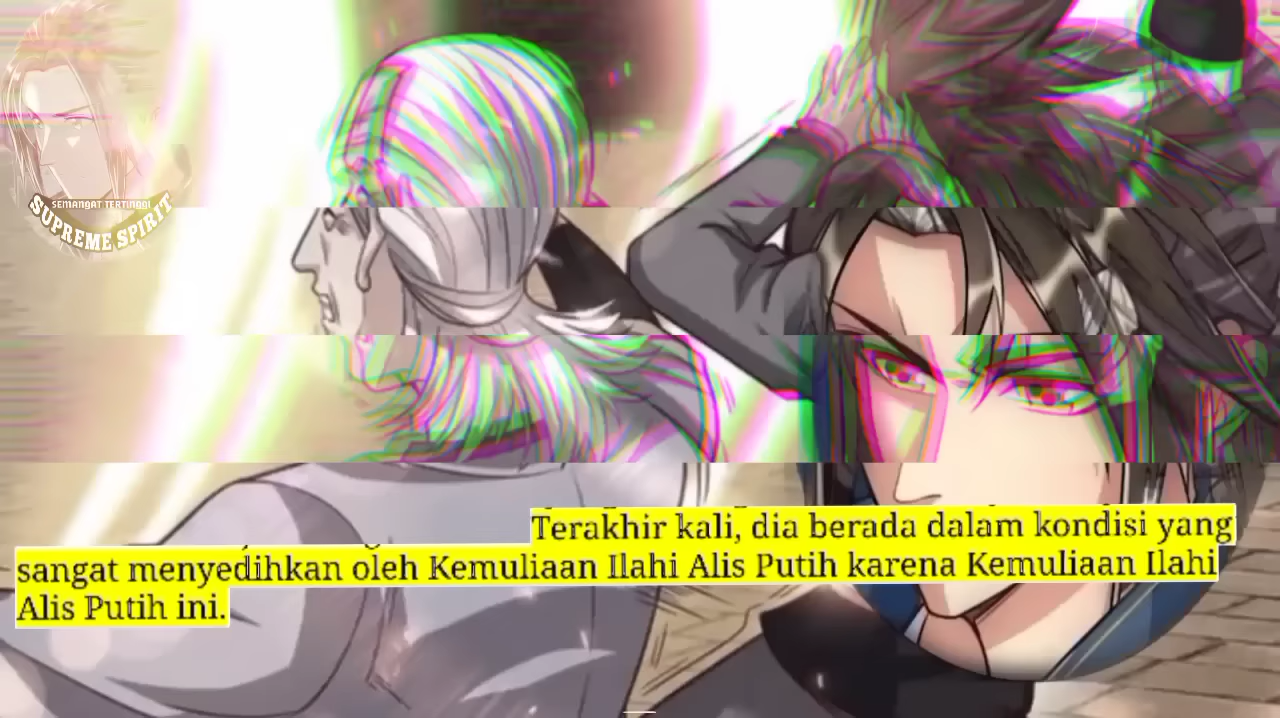 SEMANGAT TERTINGGI
SUPREME SPIRIT
Terakhir kali, dia berada dalam kondisi yang
sangat menyedihkan oleh Kemuliaan Ilahi Alis Putih karena Kemuliaan Ilahi
Alis Putih ini.